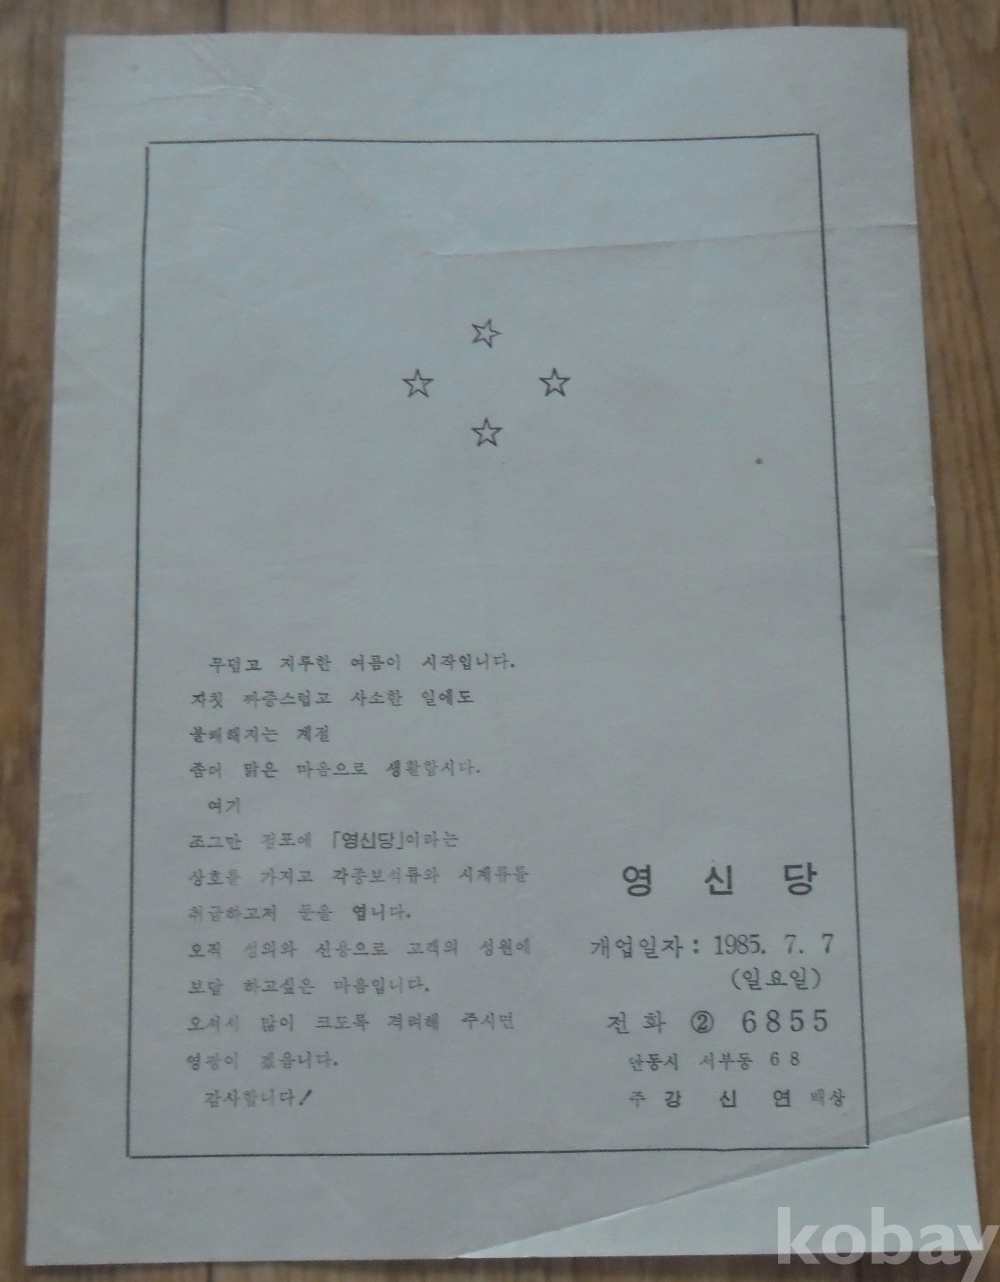 무덥고 지루한 여름이 시작입니다.
자칫 짜증스럽고 사소한 일에도
불쾌해지는 계절
좀더 맑은 마음으로 생활합시다.
여기
조그만 점포에 「영신당」이라는
상호를 가지고 각종보석류와 시계류를
취급하고저 문을 엽니다.
오직 성의와 신용으로 고객의 성원에
보답 하고싶은 마음입니다.
오셔서 많이 크도록 격려해 주시면
영광이 겠읍니다.
감사합니다!
영 신 당
개업일자 : 1985. 7. 7
(일요일)
전화 ② 6855
안동시 서부동 68
주 강 신 연 배상
kobay